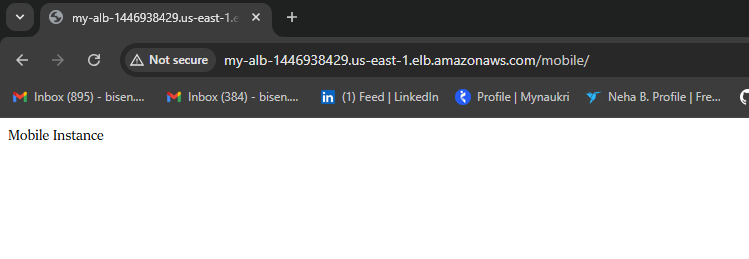 my-alb-1446938429.us-east-1.e
Not secure my-alb-1446938429.us-east-1.elb.amazonaws.com/mobile/
Inbox (895) - bisen.... Inbox (384) - bisen.... (1) Feed | LinkedIn Profile | Mynaukri Neha B. Profile | Fre...
Mobile Instance